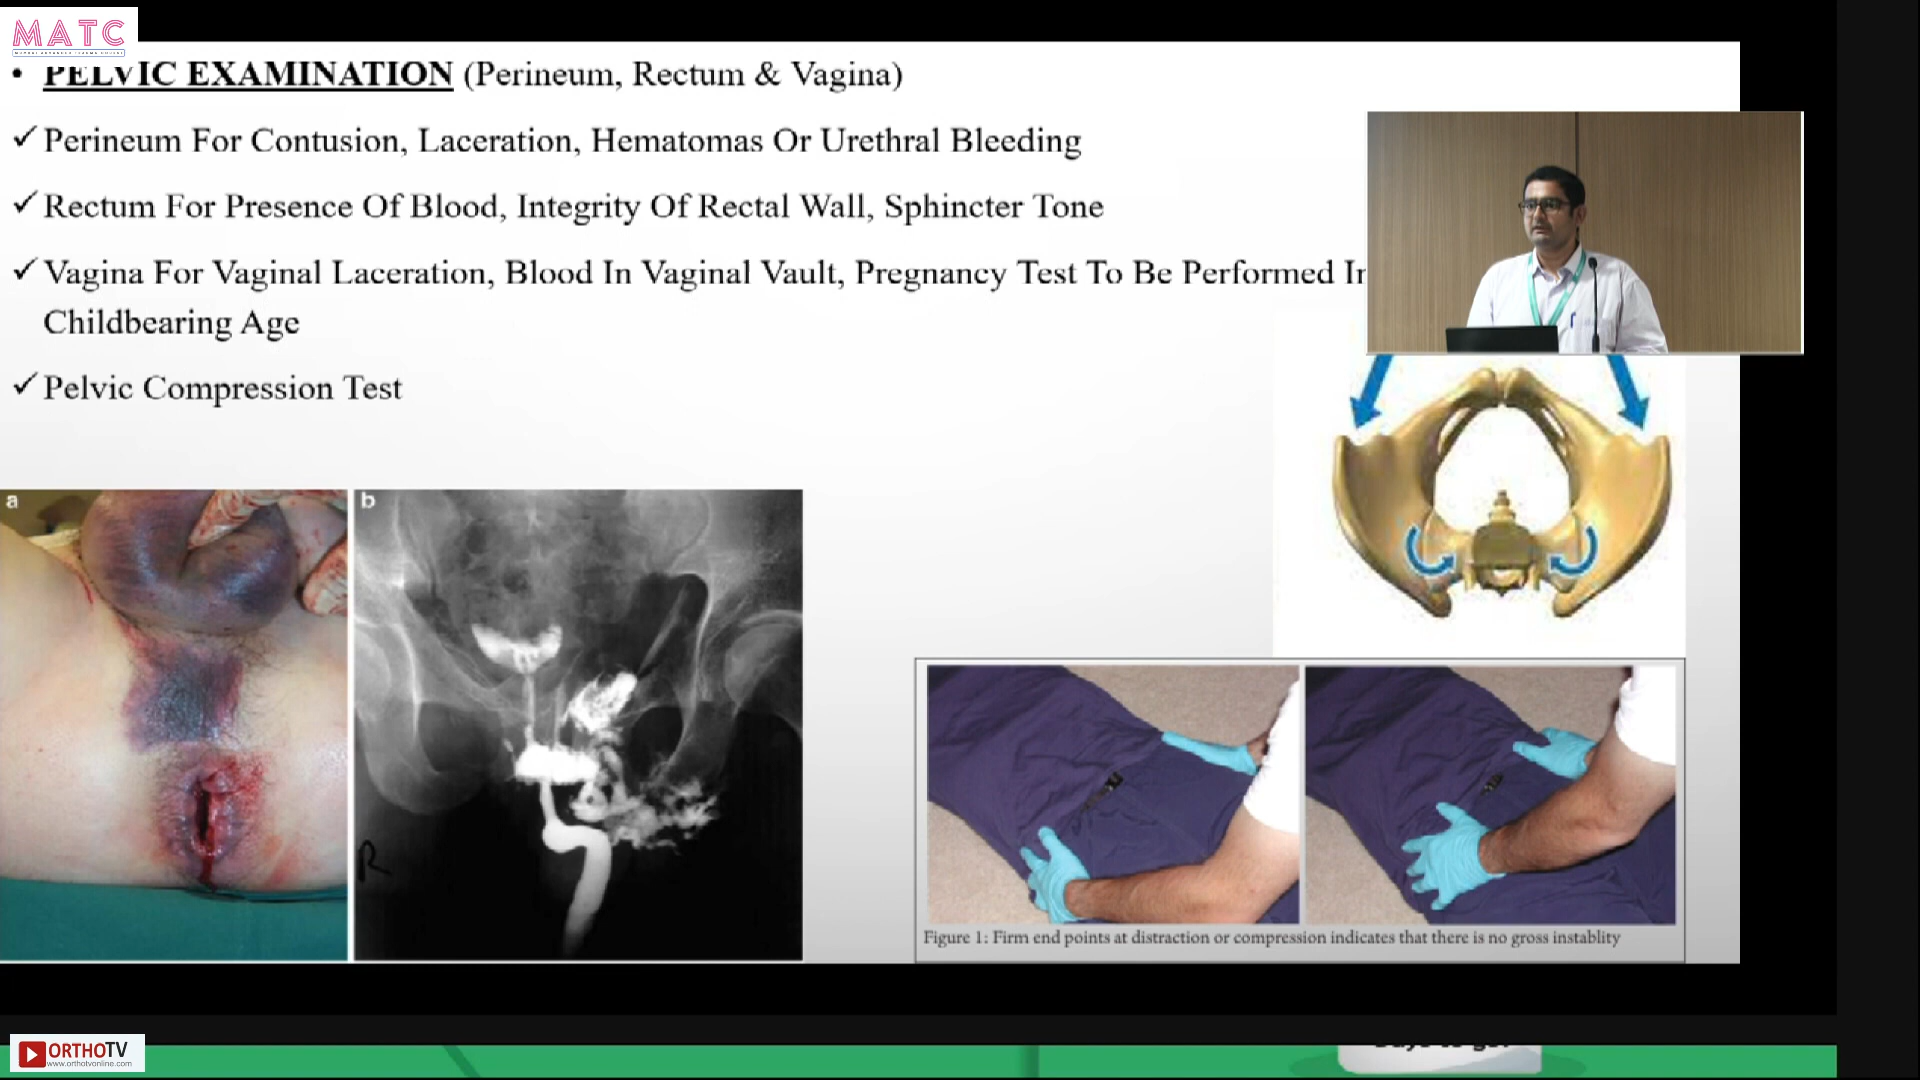 MATC
• PELVIC EXAMINATION (Perineum, Rectum & Vagina)
✓ Perineum For Contusion, Laceration, Hematomas Or Urethral Bleeding
✓ Rectum For Presence Of Blood, Integrity Of Rectal Wall, Sphincter Tone
✓ Vagina For Vaginal Laceration, Blood In Vaginal Vault, Pregnancy Test To Be Performed In
Childbearing Age
✓ Pelvic Compression Test
a
b
R
Figure 1: Firm end points at distraction or compression indicates that there is no gross instablity
ORTHOTV
www.orthotvonline.com